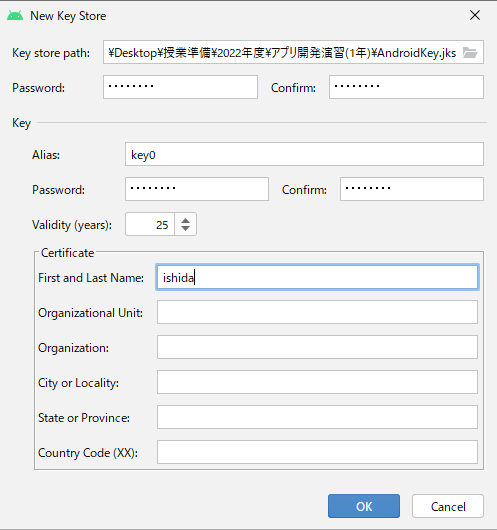 New Key Store
Key store path: ¥Desktop¥授業準備¥2022年度¥アプリ開発演習(1年)¥AndroidKey.jks
Password: •••••••• Confirm: ••••••••
Key
Alias: key0
Password: •••••••• Confirm: ••••••••
Validity (years): 25
Certificate
First and Last Name: ishida
Organizational Unit:
Organization:
City or Locality:
State or Province:
Country Code (XX):
OK Cancel